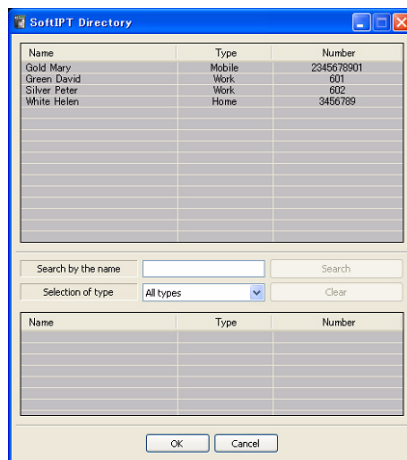 SoftIPT Directory
Name Type Number
Gold Mary Mobile 2345678901
Green David Work 601
Silver Peter Work 602
White Helen Home 3456789
Search by the name Search
Selection of type All types Clear
Name Type Number
OK Cancel